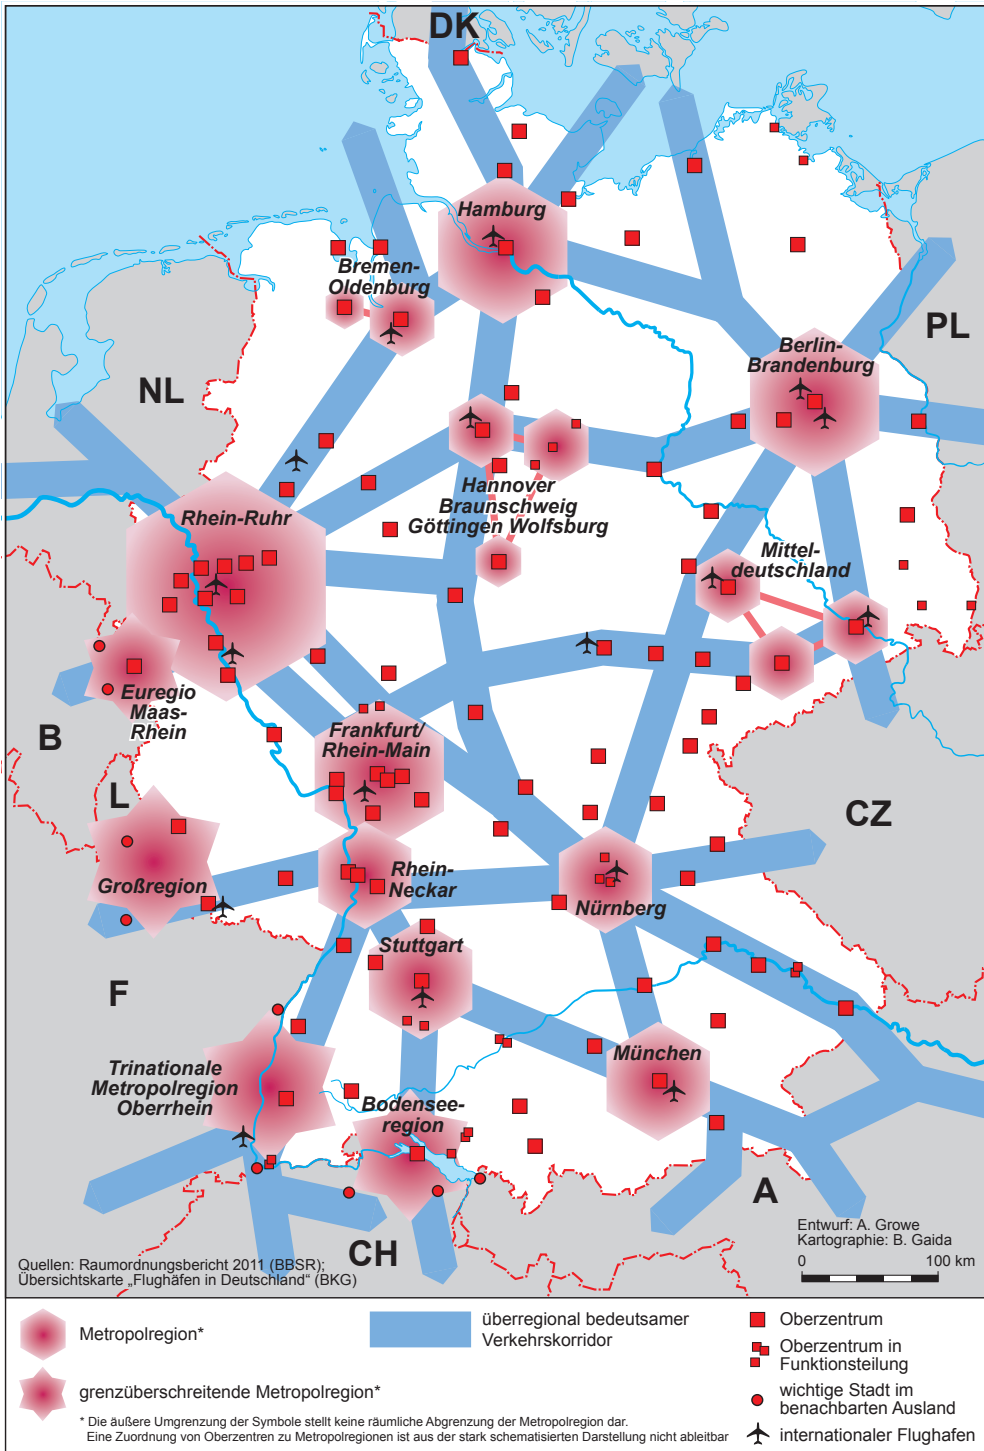 DK
Hamburg
Bremen-
Oldenburg
Berlin-
Brandenburg
PL
NL
Hannover
Braunschweig
Göttingen Wolfsburg
Rhein-Ruhr
Mittel-
deutschland
Euregio
Maas-
Rhein
B
Frankfurt/
Rhein-Main
L
CZ
Großregion
Rhein-
Neckar
Nürnberg
Stuttgart
F
Trinationale
Metropolregion
Oberrhein
München
Bodensee-
region
A
CH
Entwurf: A. Growe
Kartographie: B. Gaida
0 100 km
Quellen: Raumordnungsbericht 2011 (BBSR);
Übersichtskarte „Flughäfen in Deutschland“ (BKG)
Metropolregion*
grenzüberschreitende Metropolregion*
überregional bedeutsamer
Verkehrskorridor
Oberzentrum
Oberzentrum in
Funktionsteilung
wichtige Stadt im
benachbarten Ausland
internationaler Flughafen
* Die äußere Umgrenzung der Symbole stellt keine räumliche Abgrenzung der Metropolregion dar.
Eine Zuordnung von Oberzentren zu Metropolregionen ist aus der stark schematisierten Darstellung nicht ableitbar